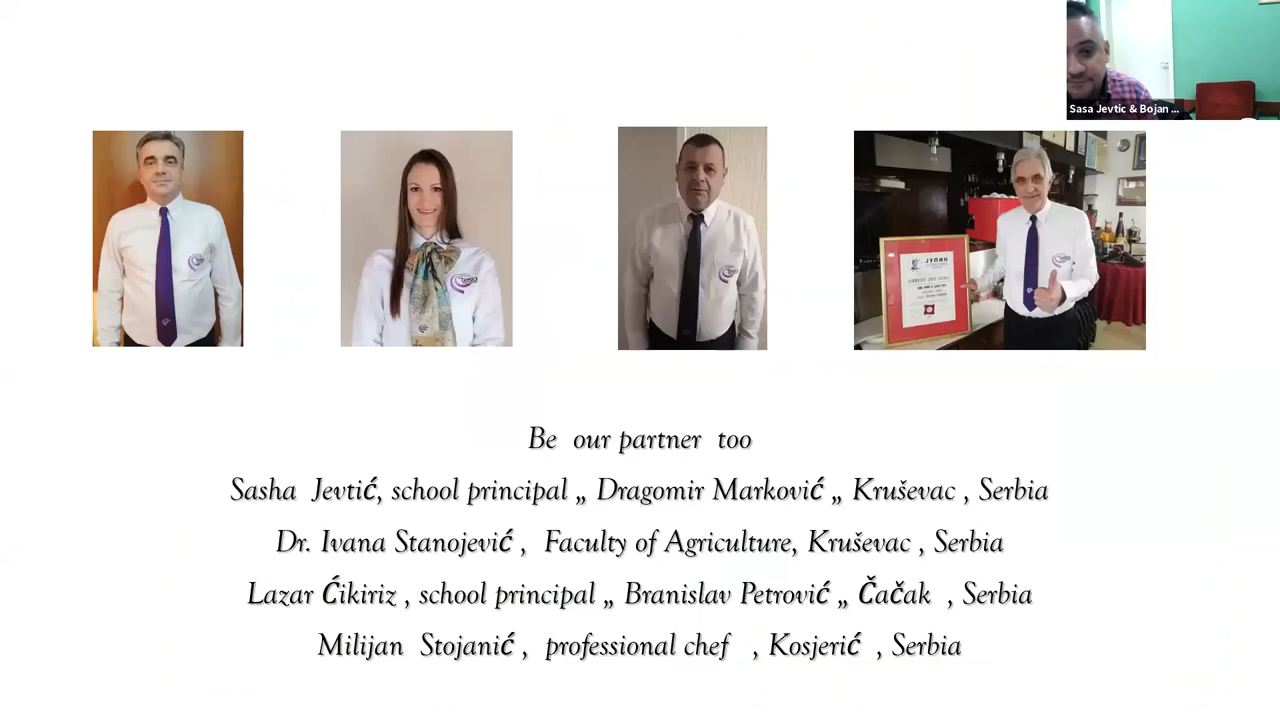 Sasa Jevtic & Bojan ...
ЈУПИН
Be our partner too
Sasha Jevtić, school principal „ Dragomir Marković „ Kruševac , Serbia
Dr. Ivana Stanojević , Faculty of Agriculture, Kruševac , Serbia
Lazar Ćikiriz , school principal „ Branislav Petrović „ Čačak , Serbia
Milijan Stojanić , professional chef , Kosjerić , Serbia